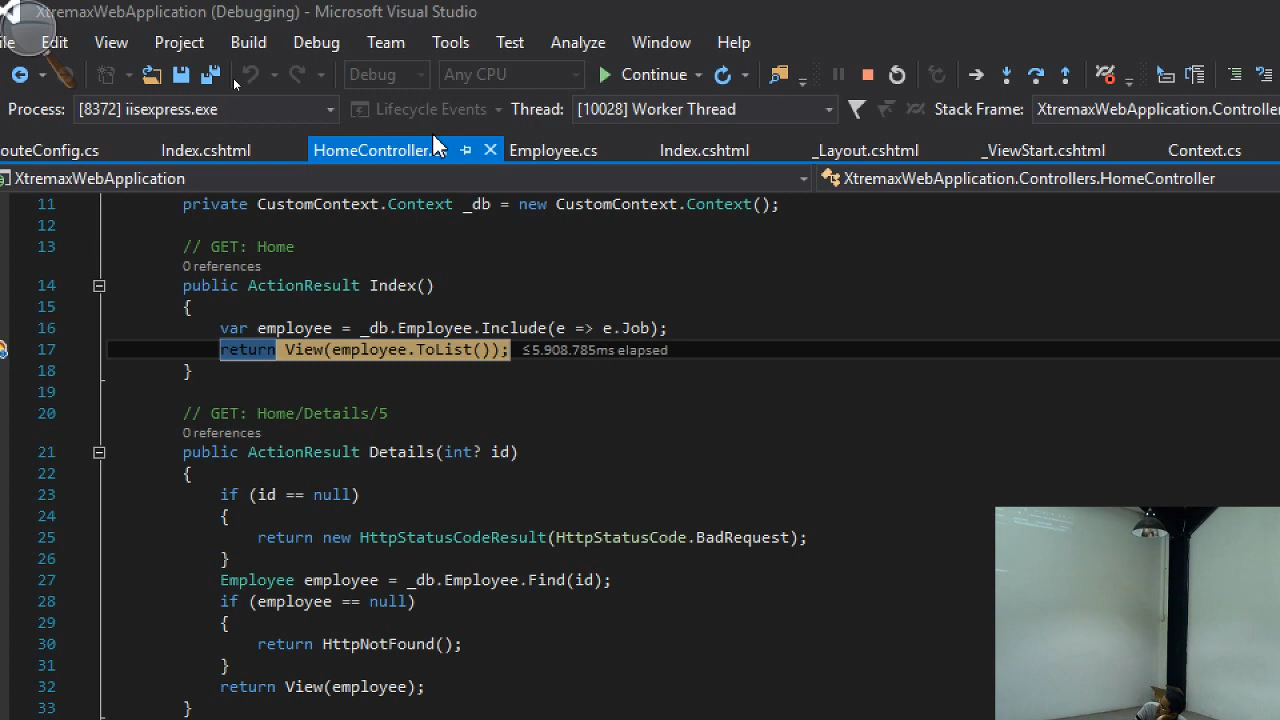 XtremaxWebApplication (Debugging) - Microsoft Visual Studio
ile Edit View Project Build Debug Team Tools Test Analyze Window Help
Debug Any CPU Continue
Process: [8372] iisexpress.exe Lifecycle Events Thread: [10028] Worker Thread Stack Frame: XtremaxWebApplication.Controller
outeConfig.cs Index.cshtml HomeController. Employee.cs Index.cshtml _Layout.cshtml _ViewStart.cshtml Context.cs
XtremaxWebApplication XtremaxWebApplication.Controllers.HomeController
11 private CustomContext.Context _db = new CustomContext.Context();
12
13 // GET: Home
0 references
14 public ActionResult Index()
15 {
16 var employee = _db.Employee.Include(e => e.Job);
17 return View(employee.ToList()); ≤5.908.785ms elapsed
18 }
19
20 // GET: Home/Details/5
0 references
21 public ActionResult Details(int? id)
22 {
23 if (id == null)
24 {
25 return new HttpStatusCodeResult(HttpStatusCode.BadRequest);
26 }
27 Employee employee = _db.Employee.Find(id);
28 if (employee == null)
29 {
30 return HttpNotFound();
31 }
32 return View(employee);
33 }